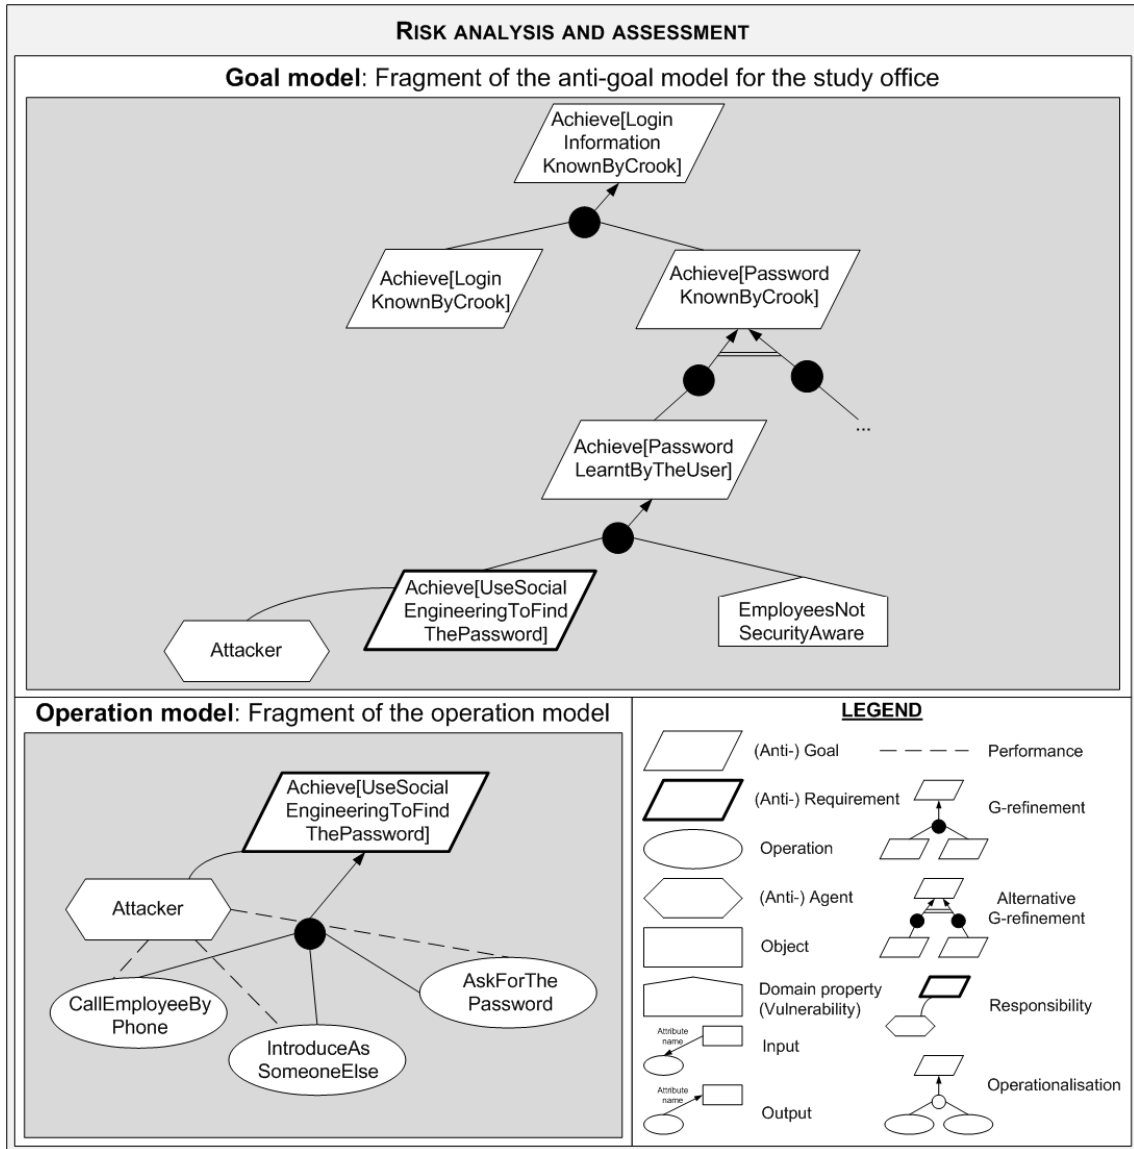 RISK ANALYSIS AND ASSESSMENT
Goal model: Fragment of the anti-goal model for the study office
Achieve[Login
Information
KnownByCrook]
Achieve[Login
KnownByCrook]
Achieve[Password
KnownByCrook]
...
Achieve[Password
LearntByTheUser]
Achieve[UseSocial
EngineeringToFind
ThePassword]
Attacker
EmployeesNot
SecurityAware
Operation model: Fragment of the operation model
Achieve[UseSocial
EngineeringToFind
ThePassword]
Attacker
CallEmployeeBy
Phone
IntroduceAs
SomeoneElse
AskForThe
Password
LEGEND
(Anti-) Goal
(Anti-) Requirement
Operation
(Anti-) Agent
Object
Domain property
(Vulnerability)
Attribute
name
Input
Attribute
name
Output
Performance
G-refinement
Alternative
G-refinement
Responsibility
Operationalisation